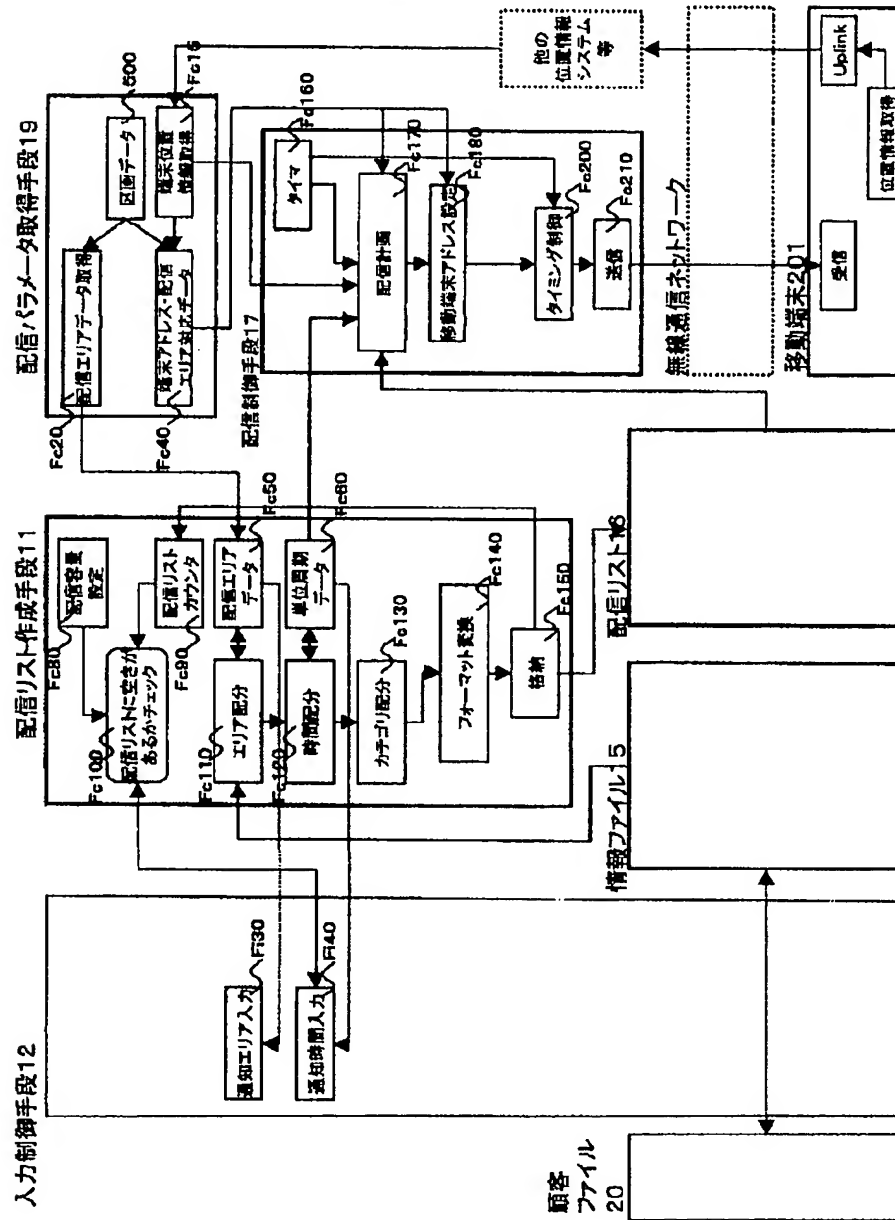 入力制御手段12
通知エリア入力
Fi30
通知時間入力
Fi40
顧客
ファイル
20
配信リスト作成手段11
Fc80
配信容量
設定
Fc100
配信リストに空きが
あるかチェック
配信リスト
カウンタ
Fc90
Fc110
エリア配分
配信エリア
データ
Fc50
Fc120
時間配分
単位周期
データ
Fc60
カテゴリ配分
Fc130
フォーマット変換
Fc140
格納
Fc150
情報ファイル15
配信リスト16
配信パラメータ取得手段19
Fc20
配信エリアデータ取得
区画データ
500
Fc40
端末アドレス・配信
エリア対応データ
端末位置
情報取得
Fc15
配信制御手段17
タイマ
Fc160
配信計画
Fc170
移動端末アドレス設定
Fc180
タイミング制御
Fc200
送信
Fc210
他の
位置情報
システム
等
無線通信ネットワーク
移動端末201
受信
Uplink
位置情報取得